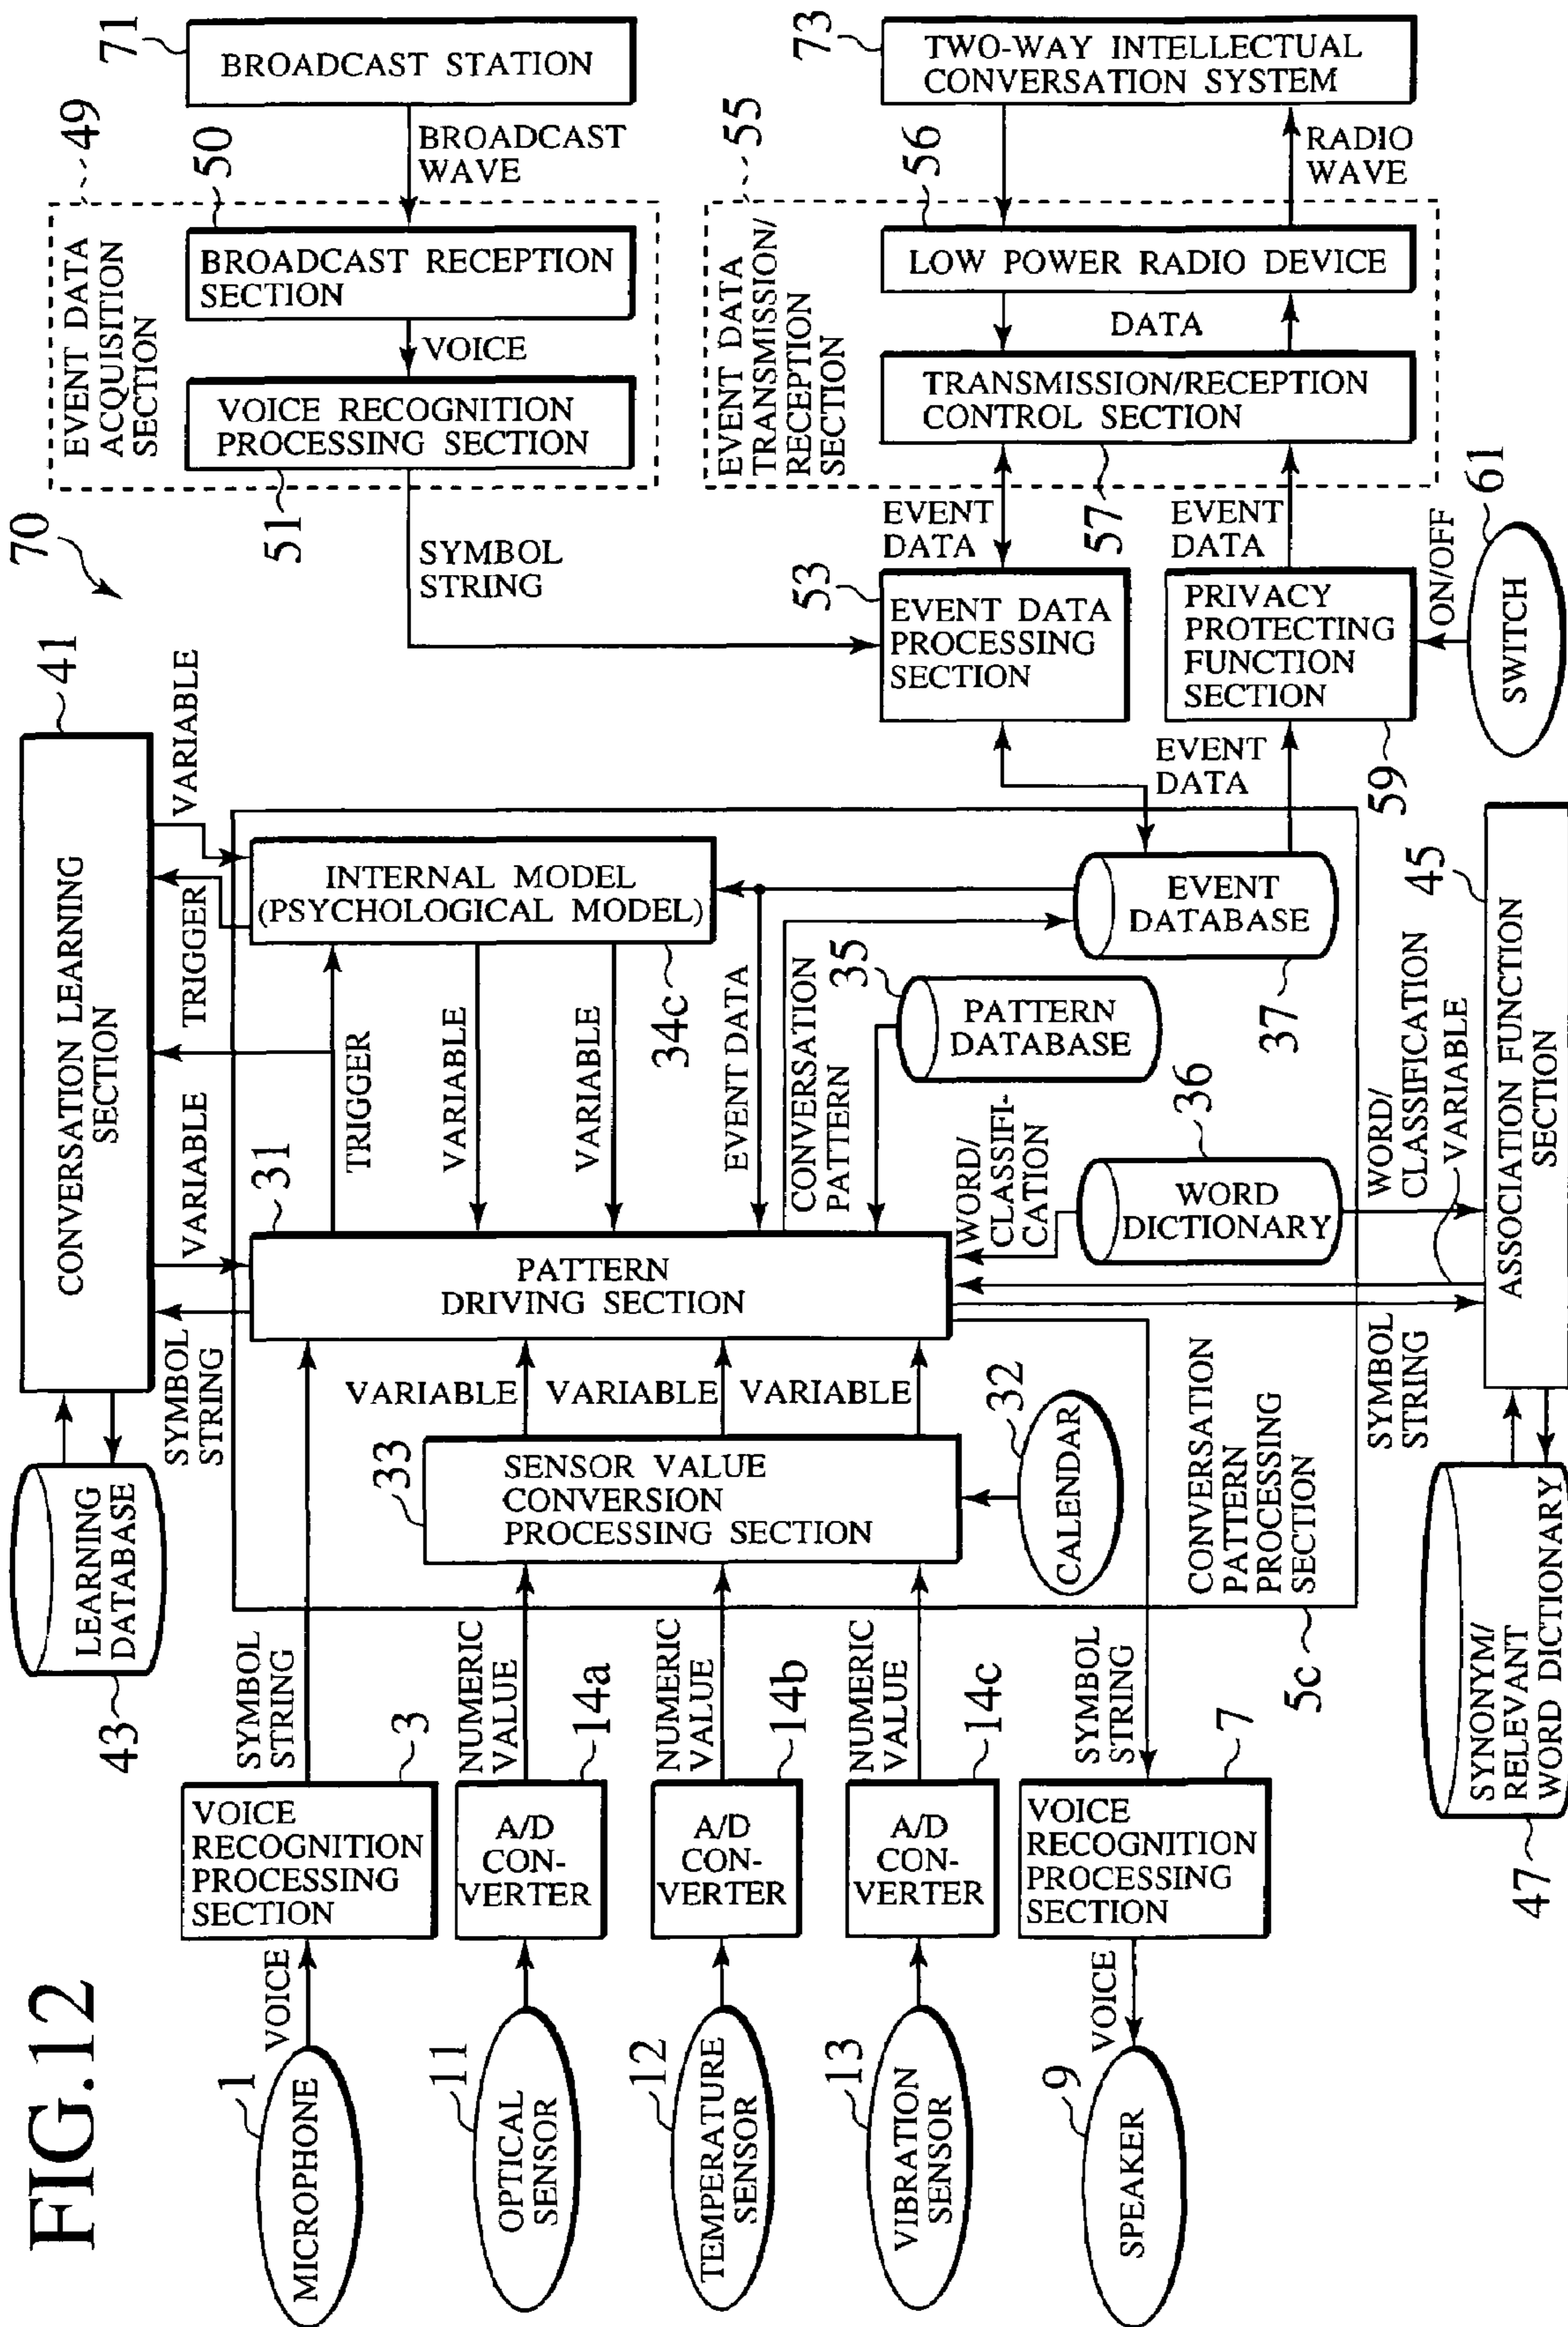 FIG.12
1
MICROPHONE
VOICE
VOICE
RECOGNITION
PROCESSING
SECTION
3
SYMBOL
STRING
11
OPTICAL
SENSOR
A/D
CON-
VERTER
14a
NUMERIC
VALUE
12
TEMPERATURE
SENSOR
A/D
CON-
VERTER
14b
NUMERIC
VALUE
13
VIBRATION
SENSOR
A/D
CON-
VERTER
14c
NUMERIC
VALUE
9
SPEAKER
VOICE
VOICE
RECOGNITION
PROCESSING
SECTION
7
SYMBOL
STRING
43
LEARNING
DATABASE
CONVERSATION LEARNING
SECTION
41
SYMBOL
STRING
VARIABLE
TRIGGER
VARIABLE
33
SENSOR VALUE
CONVERSION
PROCESSING SECTION
CALENDAR
32
VARIABLE
VARIABLE
VARIABLE
PATTERN
DRIVING SECTION
31
TRIGGER
VARIABLE
VARIABLE
EVENT DATA
CONVERSATION
PATTERN
INTERNAL MODEL
(PSYCHOLOGICAL MODEL)
34c
PATTERN
DATABASE
35
WORD/
CLASSIFI-
CATION
WORD
DICTIONARY
36
EVENT
DATABASE
37
CONVERSATION
PATTERN
PROCESSING
SECTION
5c
47
SYNONYM/
RELEVANT
WORD DICTIONARY
SYMBOL
STRING
WORD/
CLASSIFICATION
VARIABLE
ASSOCIATION FUNCTION
SECTION
45
70
EVENT DATA
ACQUISITION
SECTION
49
VOICE RECOGNITION
PROCESSING SECTION
51
VOICE
BROADCAST RECEPTION
SECTION
50
BROADCAST
WAVE
BROADCAST STATION
71
SYMBOL
STRING
53
EVENT DATA
PROCESSING
SECTION
EVENT
DATA
EVENT
DATA
PRIVACY
PROTECTING
FUNCTION
SECTION
59
EVENT
DATA
ON/OFF
SWITCH
61
EVENT DATA
TRANSMISSION/
RECEPTION
SECTION
55
TRANSMISSION/RECEPTION
CONTROL SECTION
57
DATA
LOW POWER RADIO DEVICE
56
RADIO
WAVE
TWO-WAY INTELLECTUAL
CONVERSATION SYSTEM
73